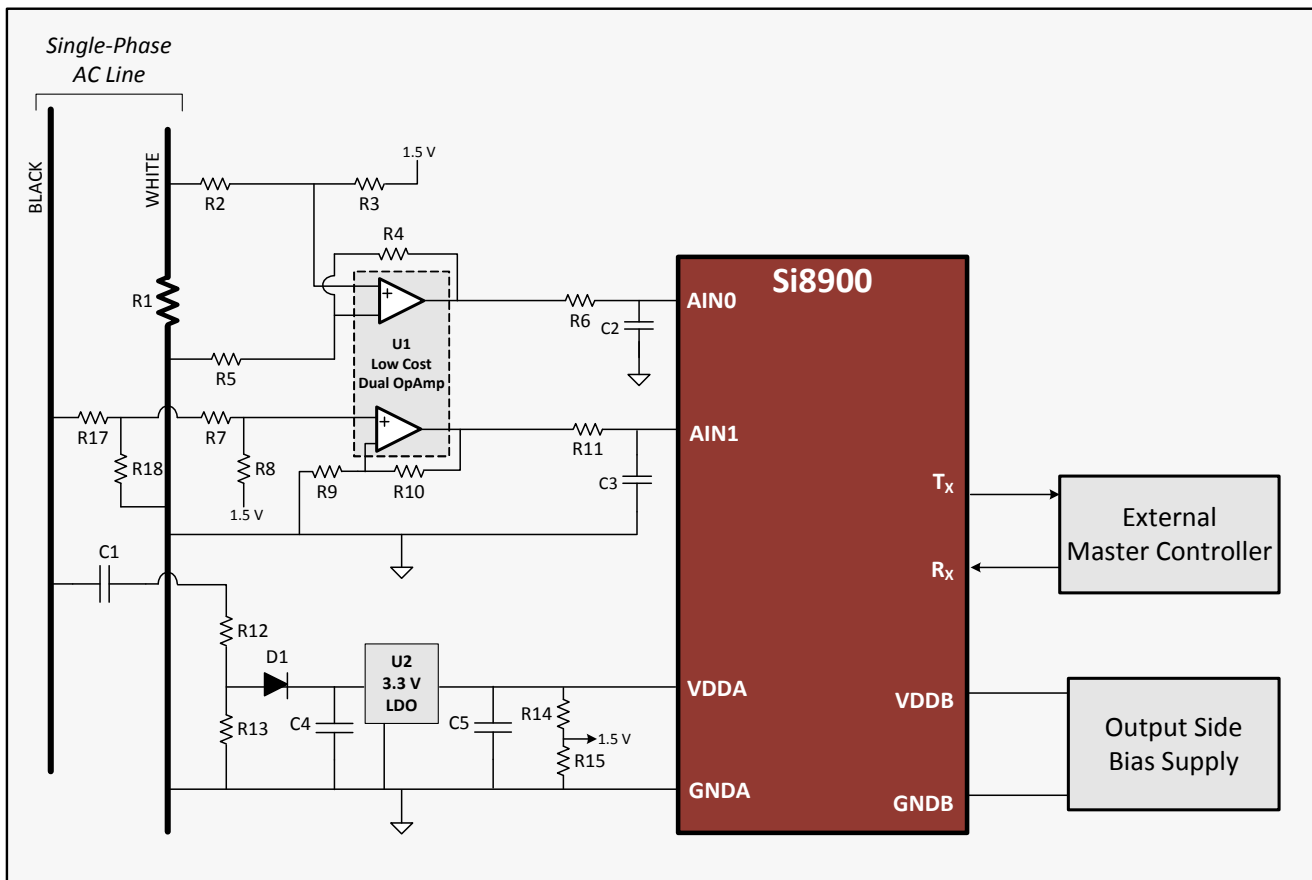 Single-Phase
AC Line
BLACK
WHITE
R2
R3
1.5 V
R4
R1
R5
U1
Low Cost
Dual OpAmp
+
+
R6
C2
R17
R18
R7
R8
1.5 V
R9
R10
R11
C3
C1
R12
R13
D1
C4
U2
3.3 V
LDO
C5
R14
1.5 V
R15
Si8900
AIN0
AIN1
TX
RX
VDDA
VDDB
GNDA
GNDB
External
Master Controller
Output Side
Bias Supply